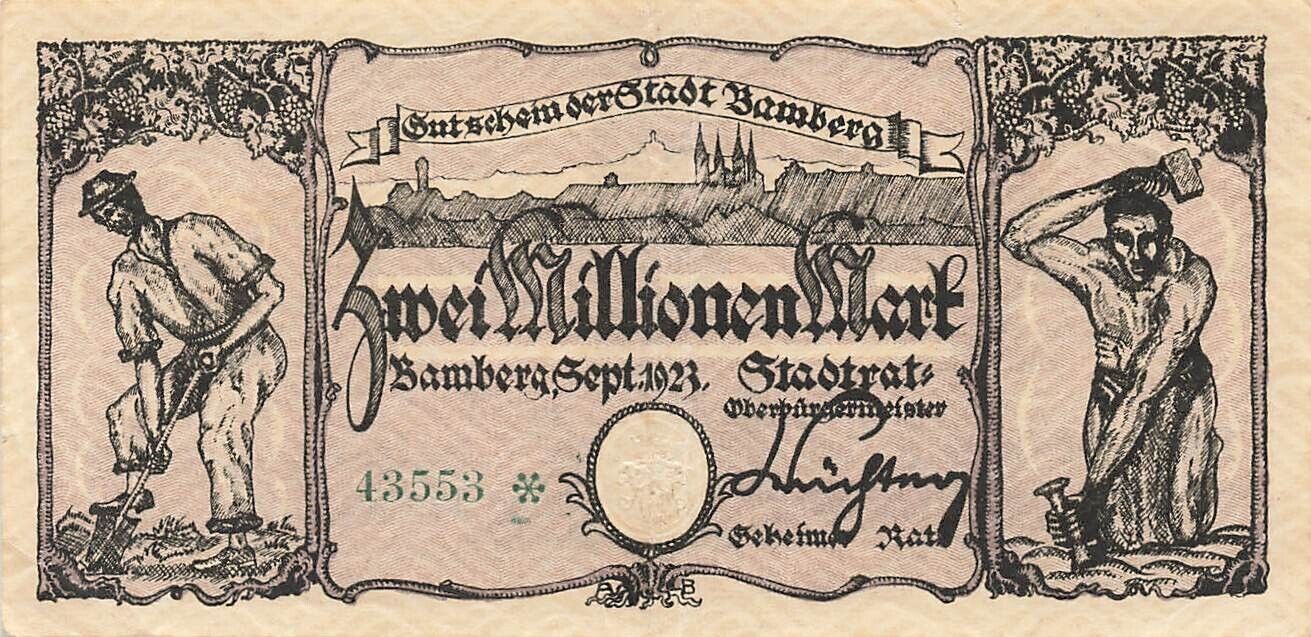 Gutschein der Stadt Bamberg
Zwei Millionen Mark
Bamberg, Sept. 1923. Stadtrat:
Oberbürgermeister
43553 *
Geheimer Rat
A B